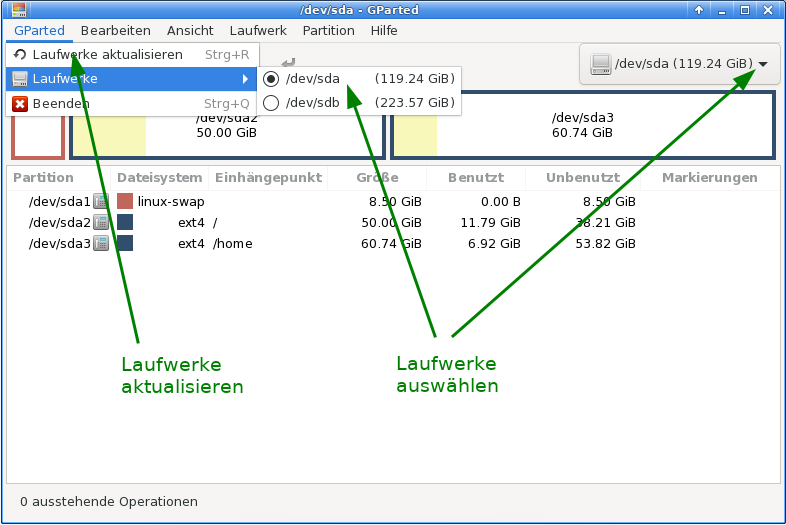 /dev/sda - GParted
GParted Bearbeiten Ansicht Laufwerk Partition Hilfe
Laufwerke aktualisieren Strg+R
Laufwerke
Beenden Strg+Q
/dev/sda (119.24 GiB)
/dev/sdb (223.57 GiB)
/dev/sda (119.24 GiB)
/dev/sda2
50.00 GiB
/dev/sda3
60.74 GiB
Partition Dateisystem Einhängepunkt Größe Benutzt Unbenutzt Markierungen
/dev/sda1 linux-swap 8.50 GiB 0.00 B 8.50 GiB
/dev/sda2 ext4 / 50.00 GiB 11.79 GiB 38.21 GiB
/dev/sda3 ext4 /home 60.74 GiB 6.92 GiB 53.82 GiB
Laufwerke
aktualisieren
Laufwerke
auswählen
0 ausstehende Operationen